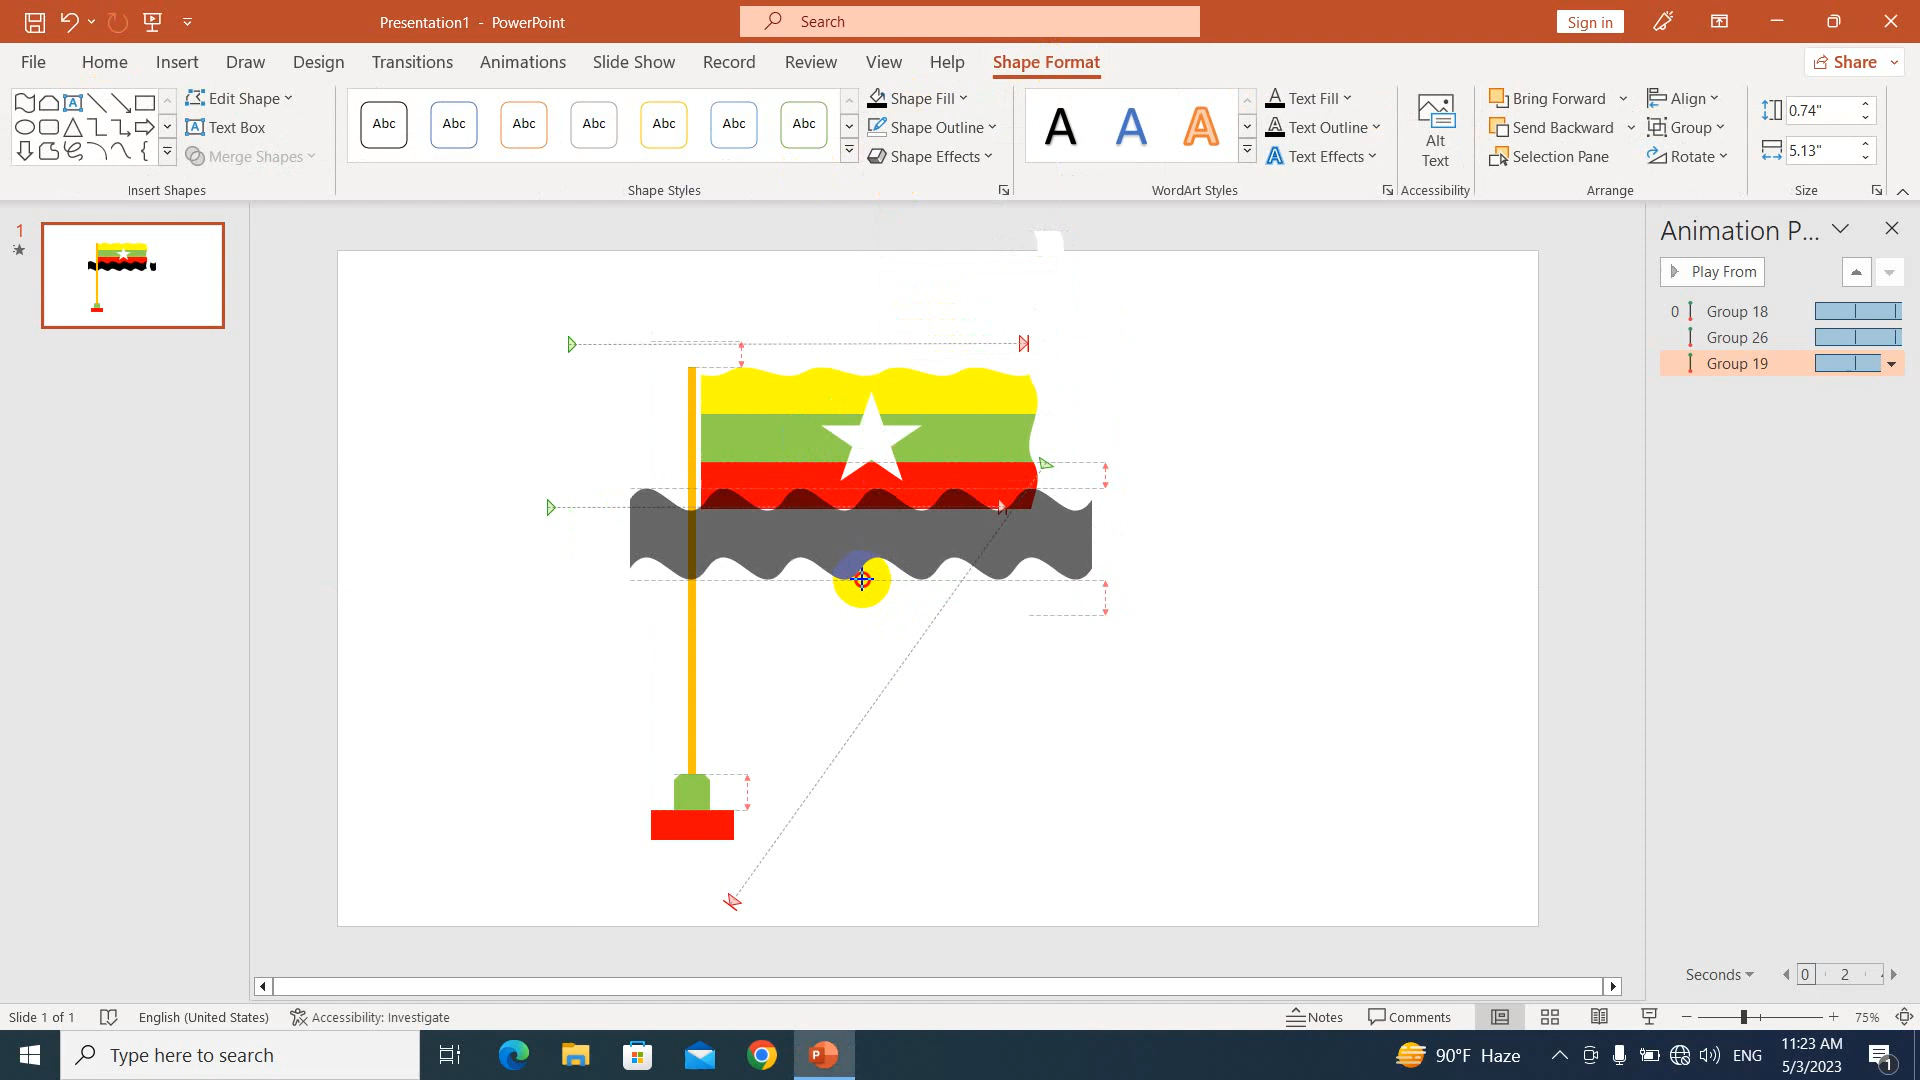 Presentation1 - PowerPoint
Search
Sign in
File Home Insert Draw Design Transitions Animations Slide Show Record Review View Help Shape Format
Share
Edit Shape
Text Box
Merge Shapes
Insert Shapes
Abc Abc Abc Abc Abc Abc Abc
Shape Styles
Shape Fill
Shape Outline
Shape Effects
A A A
WordArt Styles
Text Fill
Text Outline
Text Effects
Alt
Text
Accessibility
Bring Forward
Send Backward
Selection Pane
Align
Group
Rotate
Arrange
0.74"
5.13"
Size
1
Animation P...
Play From
0 Group 18
Group 26
Group 19
Seconds 0 2
Slide 1 of 1 English (United States) Accessibility: Investigate
Notes Comments 75%
Type here to search
90°F Haze
ENG
11:23 AM
5/3/2023
1